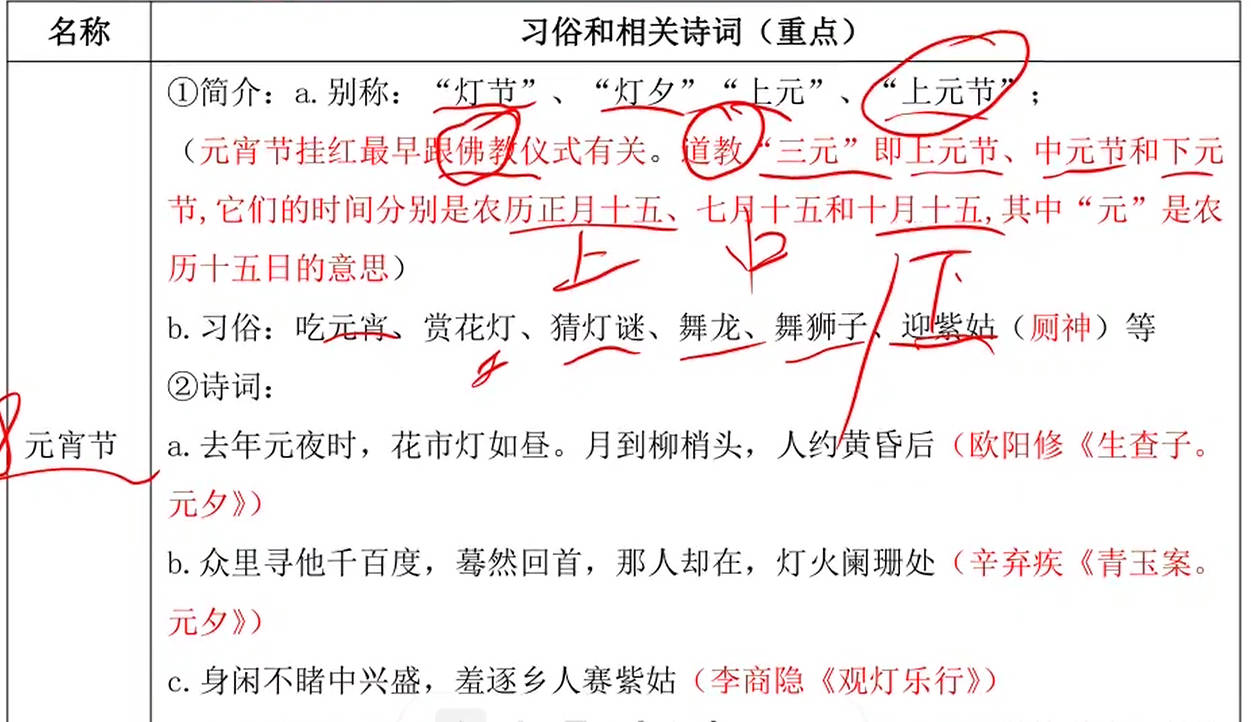 名称 习俗和相关诗词（重点）
①简介：a.别称：“灯节”、“灯夕”“上元”、“上元节”；
（元宵节挂红最早跟佛教仪式有关。道教“三元”即上元节、中元节和下元
节,它们的时间分别是农历正月十五、七月十五和十月十五,其中“元”是农
上 中 下
历十五日的意思）
b.习俗：吃元宵、赏花灯、猜灯谜、舞龙、舞狮子、迎紫姑（厕神）等
②诗词：
元宵节
a.去年元夜时，花市灯如昼。月到柳梢头，人约黄昏后（欧阳修《生查子。
元夕》）
b.众里寻他千百度，蓦然回首，那人却在，灯火阑珊处（辛弃疾《青玉案。
元夕》）
c.身闲不睹中兴盛，羞逐乡人赛紫姑（李商隐《观灯乐行》）